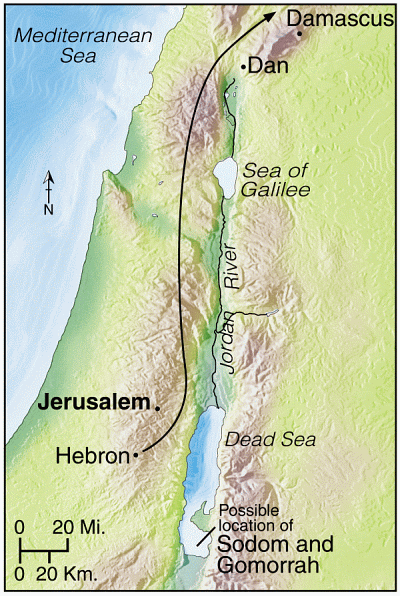 Mediterranean
Sea
Damascus
Dan
Sea of
Galilee
N
Jordan River
Jerusalem
Dead Sea
Hebron
Possible
location of
Sodom and
Gomorrah
0 20 Mi.
0 20 Km.